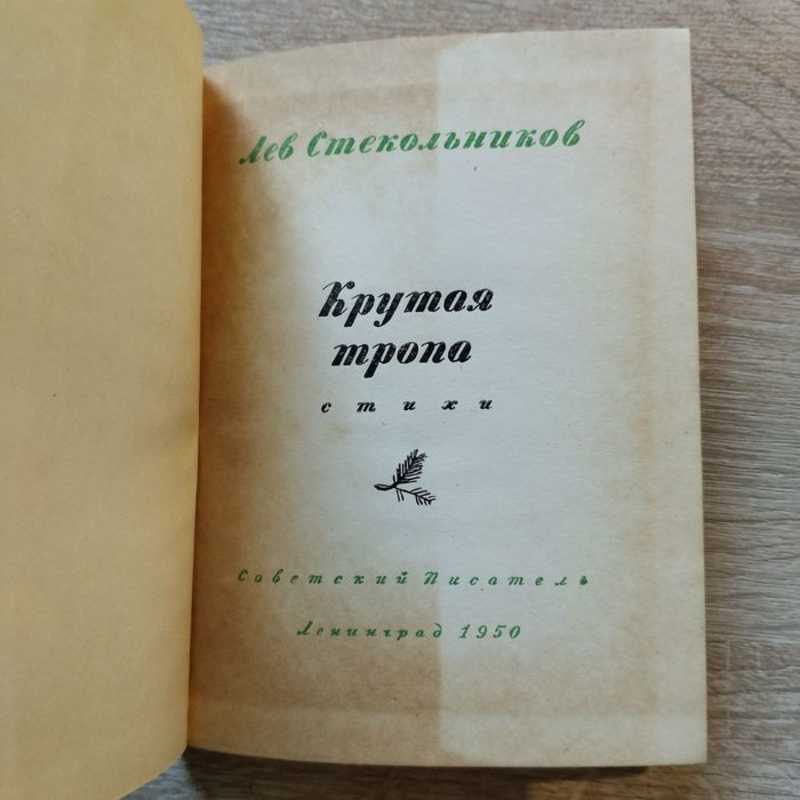 Лев Стекольников
Крутая
тропа
стихи
Советский Писатель
Ленинград 1950